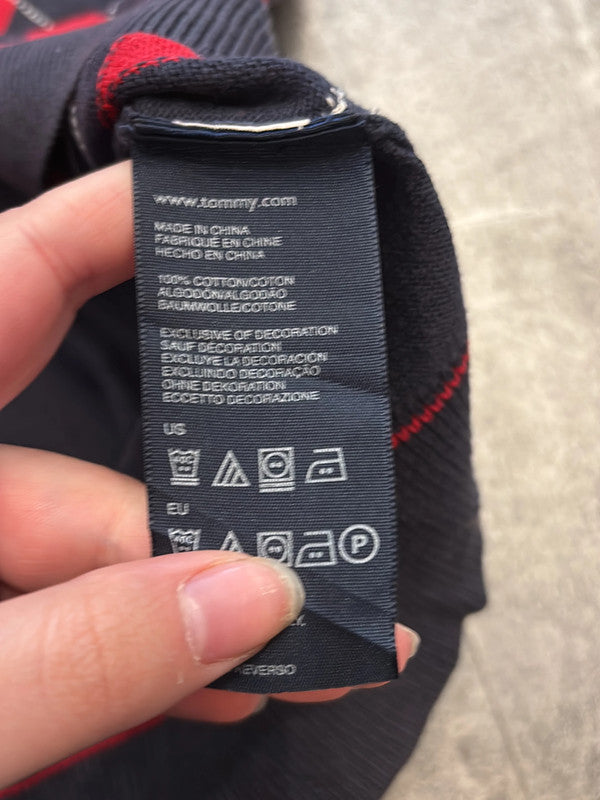 www.tommy.com
MADE IN CHINA
FABRIQUÉ EN CHINE
HECHO EN CHINA
100% COTTON/COTON
ALGODÓN/ALGODÃO
BAUMWOLLE/COTONE
EXCLUSIVE OF DECORATION
SAUF DÉCORATION
EXCLUYE LA DECORACIÓN
EXCLUINDO DECORAÇÃO
OHNE DEKORATION
ECCETTO DECORAZIONE
US
EU
P
REVERSO